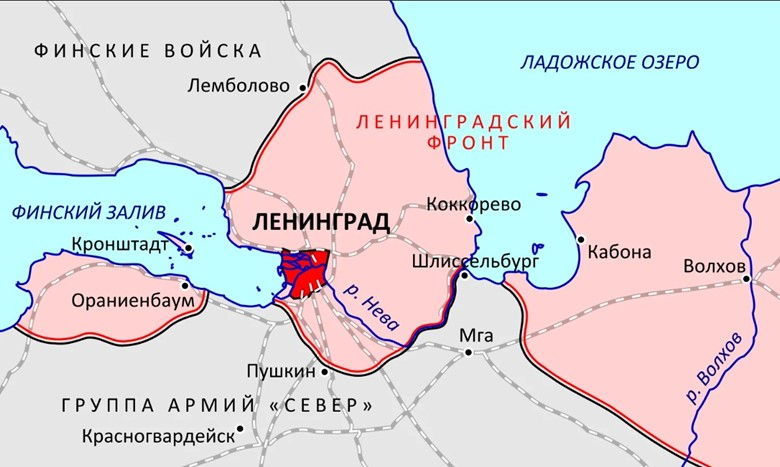 ФИНСКИЕ ВОЙСКА
ЛАДОЖСКОЕ ОЗЕРО
Лемболово
ЛЕНИНГРАДСКИЙ
ФРОНТ
ФИНСКИЙ ЗАЛИВ
ЛЕНИНГРАД
Коккорево
Кронштадт
Кабона
Шлиссельбург
Волхов
Ораниенбаум
р. Нева
Мга
Пушкин
р. Волхов
ГРУППА АРМИЙ «СЕВЕР»
Красногвардейск